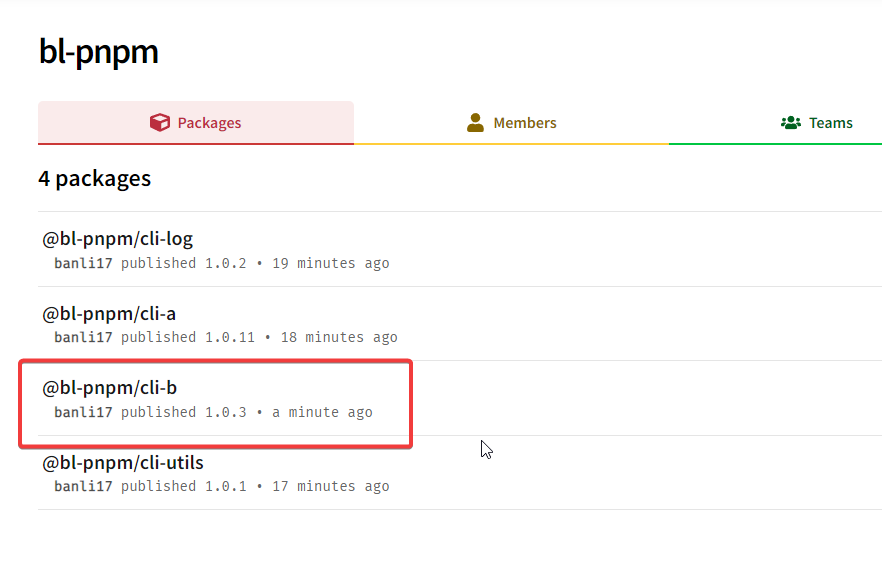 bl-pnpm
Packages
Members
Teams
4 packages
@bl-pnpm/cli-log
banli17 published 1.0.2 • 19 minutes ago
@bl-pnpm/cli-a
banli17 published 1.0.11 • 18 minutes ago
@bl-pnpm/cli-b
banli17 published 1.0.3 • a minute ago
@bl-pnpm/cli-utils
banli17 published 1.0.1 • 17 minutes ago